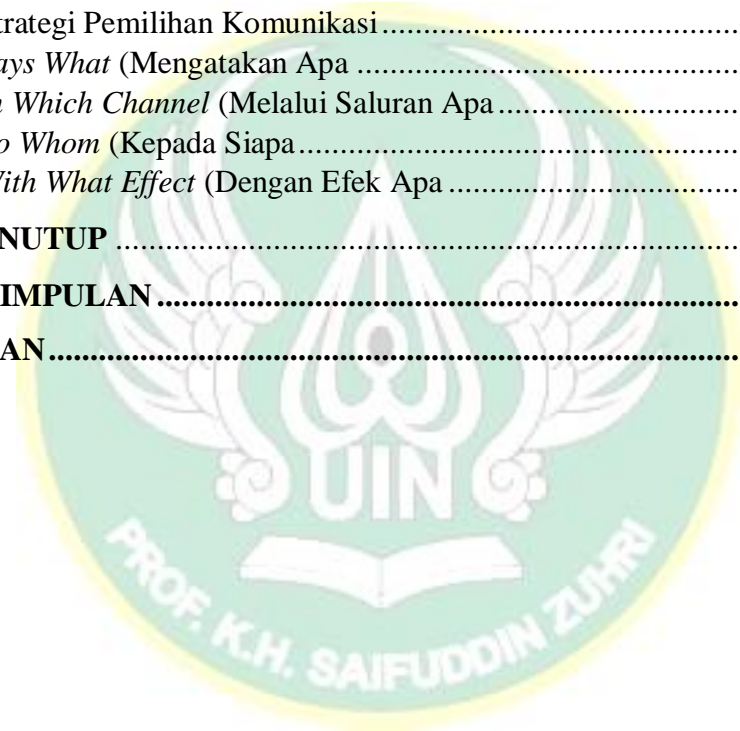 trategi Pemilihan Komunikasi...............................................
ays What (Mengatakan Apa ..................................................
n Which Channel (Melalui Saluran Apa................................
o Whom (Kepada Siapa..........................................................
With What Effect (Dengan Efek Apa ......................................
NUTUP ..................................................................................
IMPULAN............................................................................
AN..........................................................................................
UIN
PROF. K.H. SAIFUDDIN ZUHRI